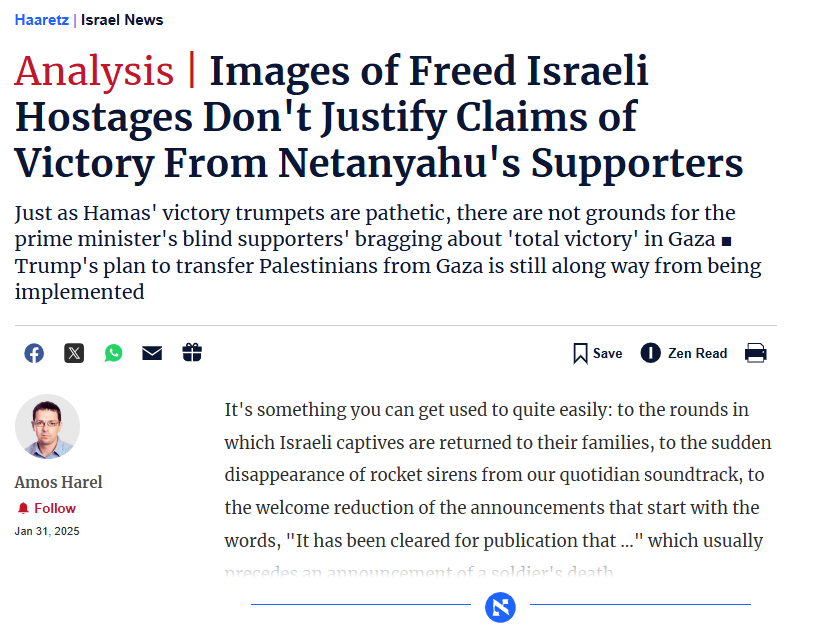 Haaretz | Israel News
Analysis | Images of Freed Israeli
Hostages Don't Justify Claims of
Victory From Netanyahu's Supporters
Just as Hamas' victory trumpets are pathetic, there are not grounds for the
prime minister's blind supporters' bragging about 'total victory' in Gaza ■
Trump's plan to transfer Palestinians from Gaza is still along way from being
implemented
Save
Zen Read
Amos Harel
Follow
Jan 31, 2025
It's something you can get used to quite easily: to the rounds in
which Israeli captives are returned to their families, to the sudden
disappearance of rocket sirens from our quotidian soundtrack, to
the welcome reduction of the announcements that start with the
words, "It has been cleared for publication that ..." which usually
precedes an announcement of a soldier's death.